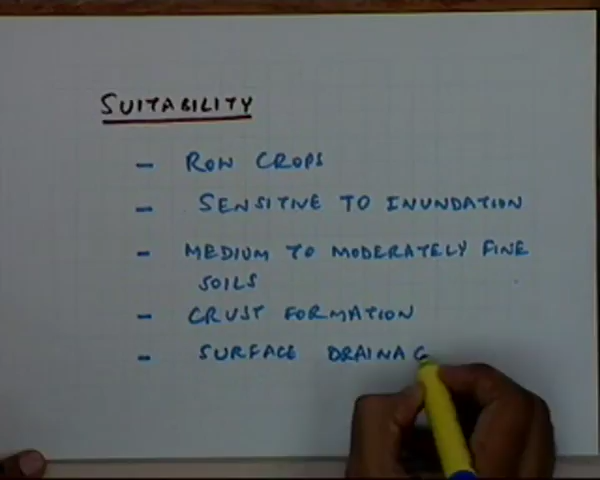 SUITABILITY
- ROW CROPS
- SENSITIVE TO INUNDATION
- MEDIUM TO MODERATELY FINE
SOILS
- CRUST FORMATION
- SURFACE DRAINAG